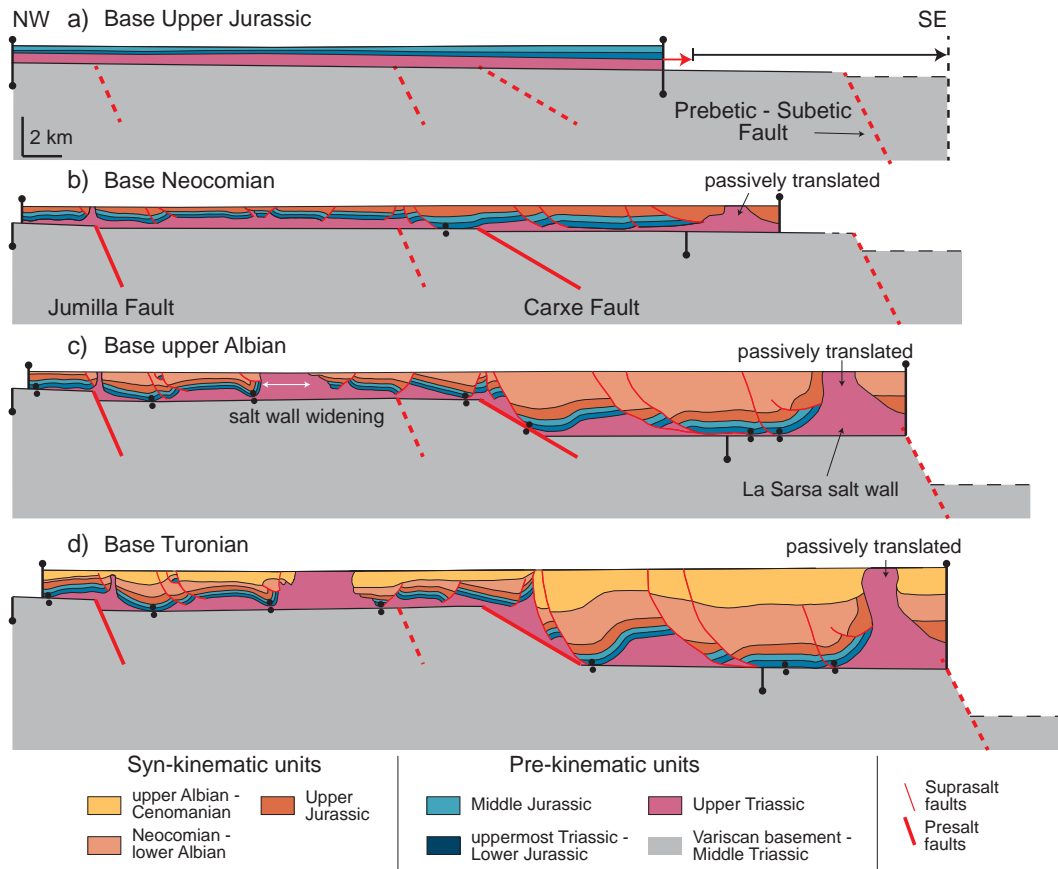 NW
a) Base Upper Jurassic
SE
2 km
Prebetic - Subetic
Fault
b) Base Neocomian
passively translated
Jumilla Fault
Carxe Fault
c) Base upper Albian
passively translated
salt wall widening
La Sarsa salt wall
d) Base Turonian
passively translated
Syn-kinematic units
upper Albian -
Cenomanian
Upper
Jurassic
Neocomian -
lower Albian
Pre-kinematic units
Middle Jurassic
Upper Triassic
uppermost Triassic -
Lower Jurassic
Variscan basement -
Middle Triassic
Suprasalt
faults
Presalt
faults